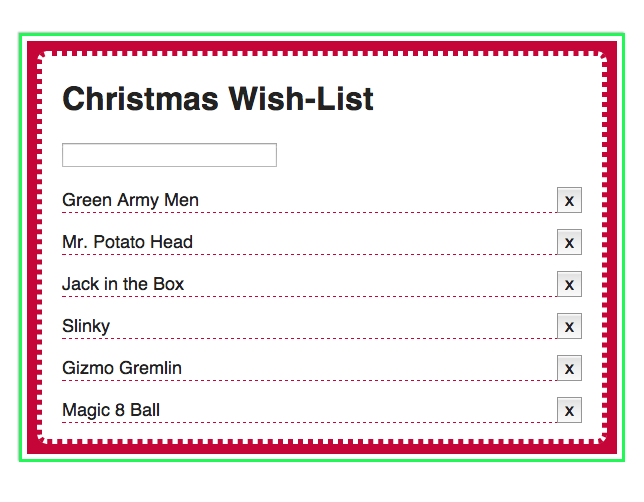 Christmas Wish-List
Green Army Men x
Mr. Potato Head x
Jack in the Box x
Slinky x
Gizmo Gremlin x
Magic 8 Ball x